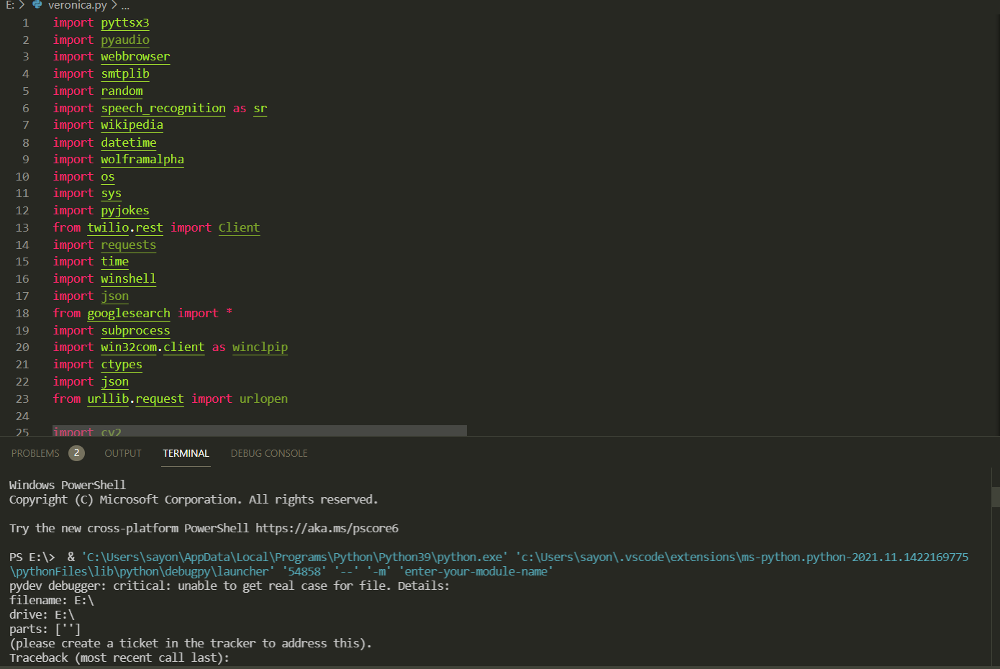 E: > veronica.py > ...
1 import pyttsx3
2 import pyaudio
3 import webbrowser
4 import smtplib
5 import random
6 import speech_recognition as sr
7 import wikipedia
8 import datetime
9 import wolframalpha
10 import os
11 import sys
12 import pyjokes
13 from twilio.rest import Client
14 import requests
15 import time
16 import winshell
17 import json
18 from googlesearch import *
19 import subprocess
20 import win32com.client as winclpip
21 import ctypes
22 import json
23 from urllib.request import urlopen
24
25 import cv2
PROBLEMS 2 OUTPUT TERMINAL DEBUG CONSOLE
Windows PowerShell
Copyright (C) Microsoft Corporation. All rights reserved.
Try the new cross-platform PowerShell https://aka.ms/pscore6
PS E:\> & 'C:\Users\sayon\AppData\Local\Programs\Python\Python39\python.exe' 'c:\Users\sayon\.vscode\extensions\ms-python.python-2021.11.1422169775
\pythonFiles\lib\python\debugpy\launcher' '54858' '--' '-m' 'enter-your-module-name'
pydev debugger: critical: unable to get real case for file. Details:
filename: E:\
drive: E:\
parts: ['']
(please create a ticket in the tracker to address this).
Traceback (most recent call last):